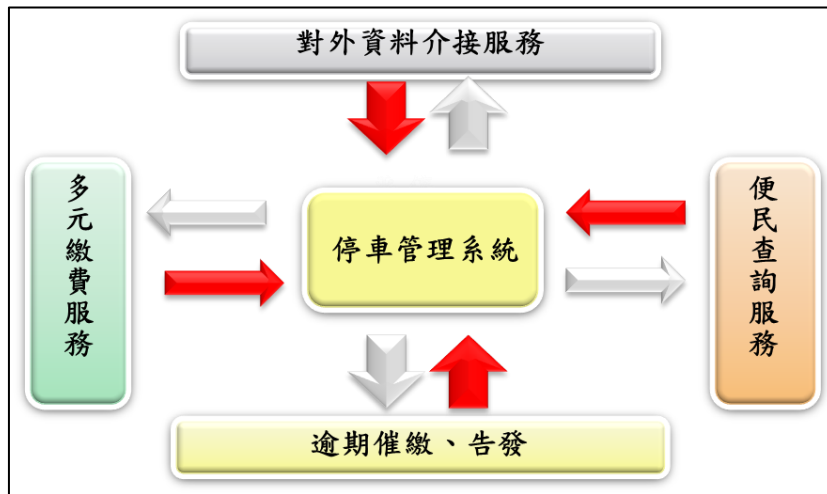 對外資料介接服務
多元繳費服務
停車管理系統
便民查詢服務
逾期催繳、告發